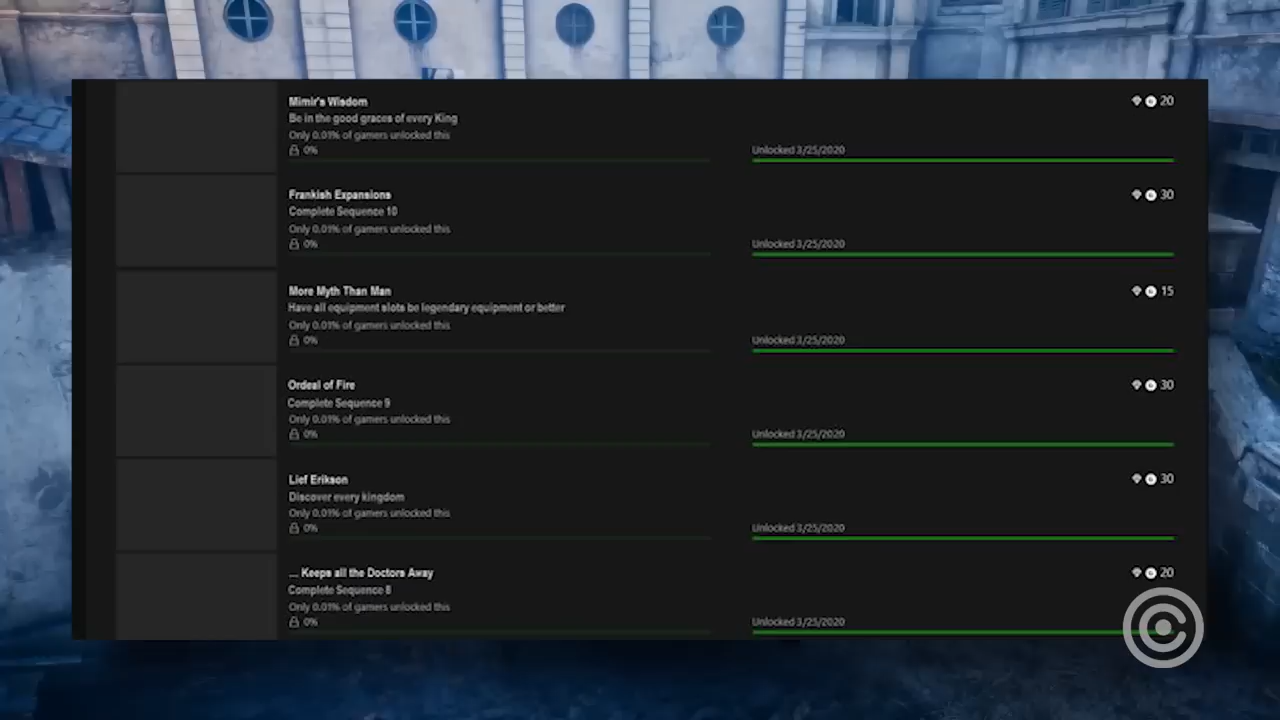 Mimir's Wisdom
20
Be in the good graces of every King
Only 0.01% of gamers unlocked this
0%
Unlocked 3/25/2020
Frankish Expansions
30
Complete Sequence 10
Only 0.01% of gamers unlocked this
0%
Unlocked 3/25/2020
More Myth Than Man
15
Have all equipment slots be legendary equipment or better
Only 0.01% of gamers unlocked this
0%
Unlocked 3/25/2020
Ordeal of Fire
30
Complete Sequence 9
Only 0.01% of gamers unlocked this
0%
Unlocked 3/25/2020
Lief Erikson
30
Discover every kingdom
Only 0.01% of gamers unlocked this
0%
Unlocked 3/25/2020
... Keeps all the Doctors Away
20
Complete Sequence 8
Only 0.01% of gamers unlocked this
0%
Unlocked 3/25/2020